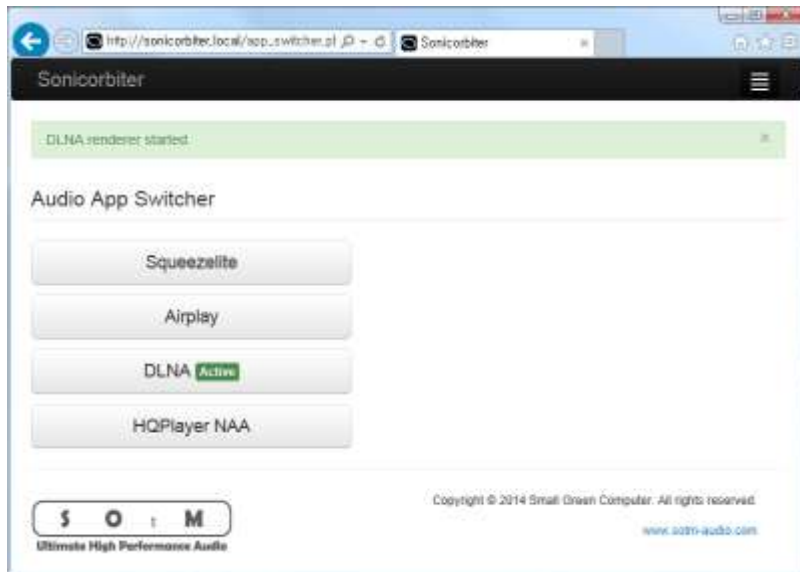 http://sonicorbiter.local/app_switcher.pl
Sonicorbiter
Sonicorbiter
DLNA renderer started
Audio App Switcher
Squeezelite
Airplay
DLNA Active
HQPlayer NAA
Copyright © 2014 Small Green Computer. All rights reserved.
www.sotm-audio.com
S O t M
Ultimate High Performance Audio